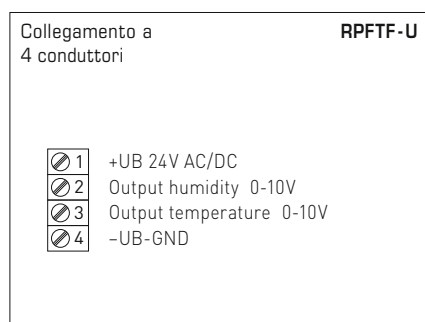 Collegamento a RPFTF-U
4 conduttori
1 +UB 24V AC/DC
2 Output humidity 0-10V
3 Output temperature 0-10V
4 –UB-GND